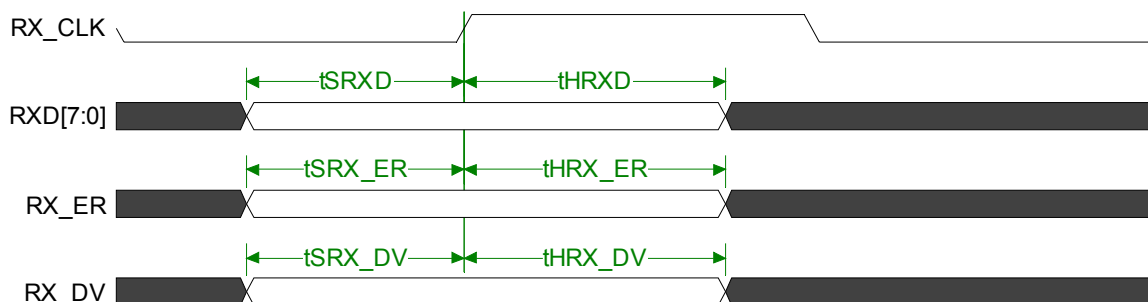 RX_CLK
tSRXD tHRXD
RXD[7:0]
tSRX_ER tHRX_ER
RX_ER
tSRX_DV tHRX_DV
RX_DV